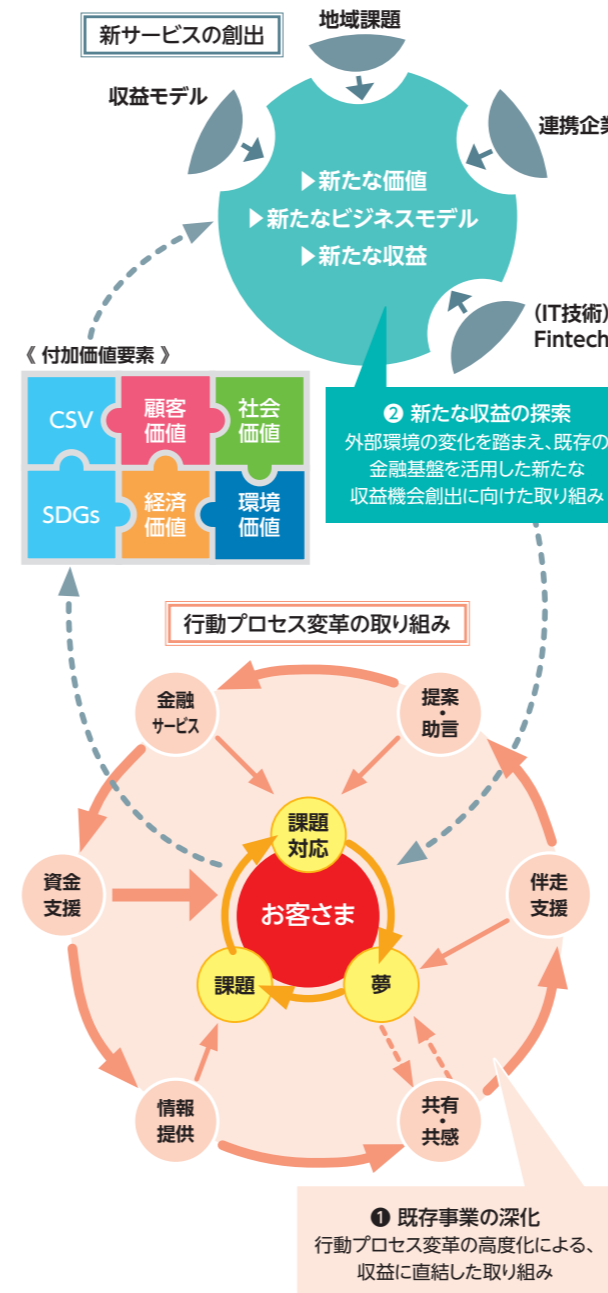 新サービスの創出
地域課題
収益モデル
連携企業
▶新たな価値
▶新たなビジネスモデル
▶新たな収益
(IT技術)
Fintech
《 付加価値要素 》
CSV
顧客
価値
社会
価値
SDGs
経済
価値
環境
価値
❷ 新たな収益の探索
外部環境の変化を踏まえ、既存の
金融基盤を活用した新たな
収益機会創出に向けた取り組み
行動プロセス変革の取り組み
金融
サービス
提案
・
助言
課題
対応
資金
支援
お客さま
伴走
支援
課題
夢
情報
提供
共有
・
共感
❶ 既存事業の深化
行動プロセス変革の高度化による、
収益に直結した取り組み